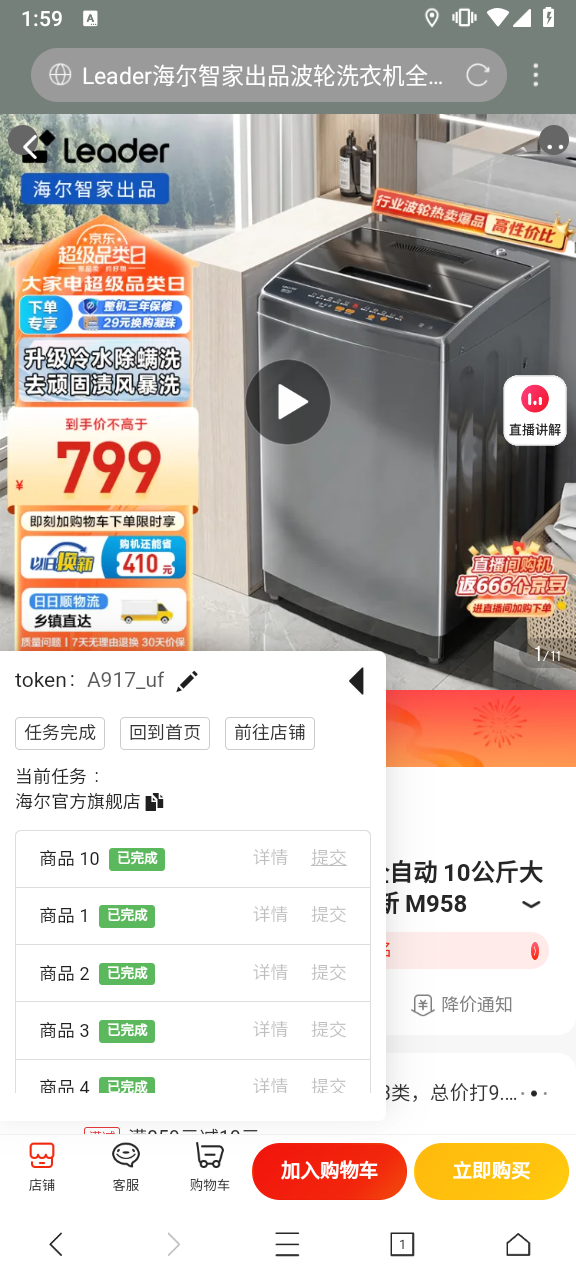 1:59
A
Leader海尔智家出品波轮洗衣机全...
Leader
海尔智家出品
行业波轮热卖爆品 高性价比
京东
超级品类日
大家电超级品类日
下单
专享
整机三年保修
29元换购凝珠
升级冷水除螨洗
去顽固渍风暴洗
到手价不高于
¥799
即刻加购物车下单限时享
以旧换新
购机还能省
410元
日日顺物流
乡镇直达
质量问题 | 7天无理由退换 30天价保
直播讲解
直播间购机
返666个京豆
进直播间加购下单
1/11
token: A917_uf
任务完成
回到首页
前往店铺
当前任务：
海尔官方旗舰店
商品 10 已完成 详情 提交
商品 1 已完成 详情 提交
商品 2 已完成 详情 提交
商品 3 已完成 详情 提交
商品 4 已完成 详情 提交
全自动 10公斤大
新 M958
名
降价通知
3类，总价打9....
店铺
客服
购物车
加入购物车
立即购买
1